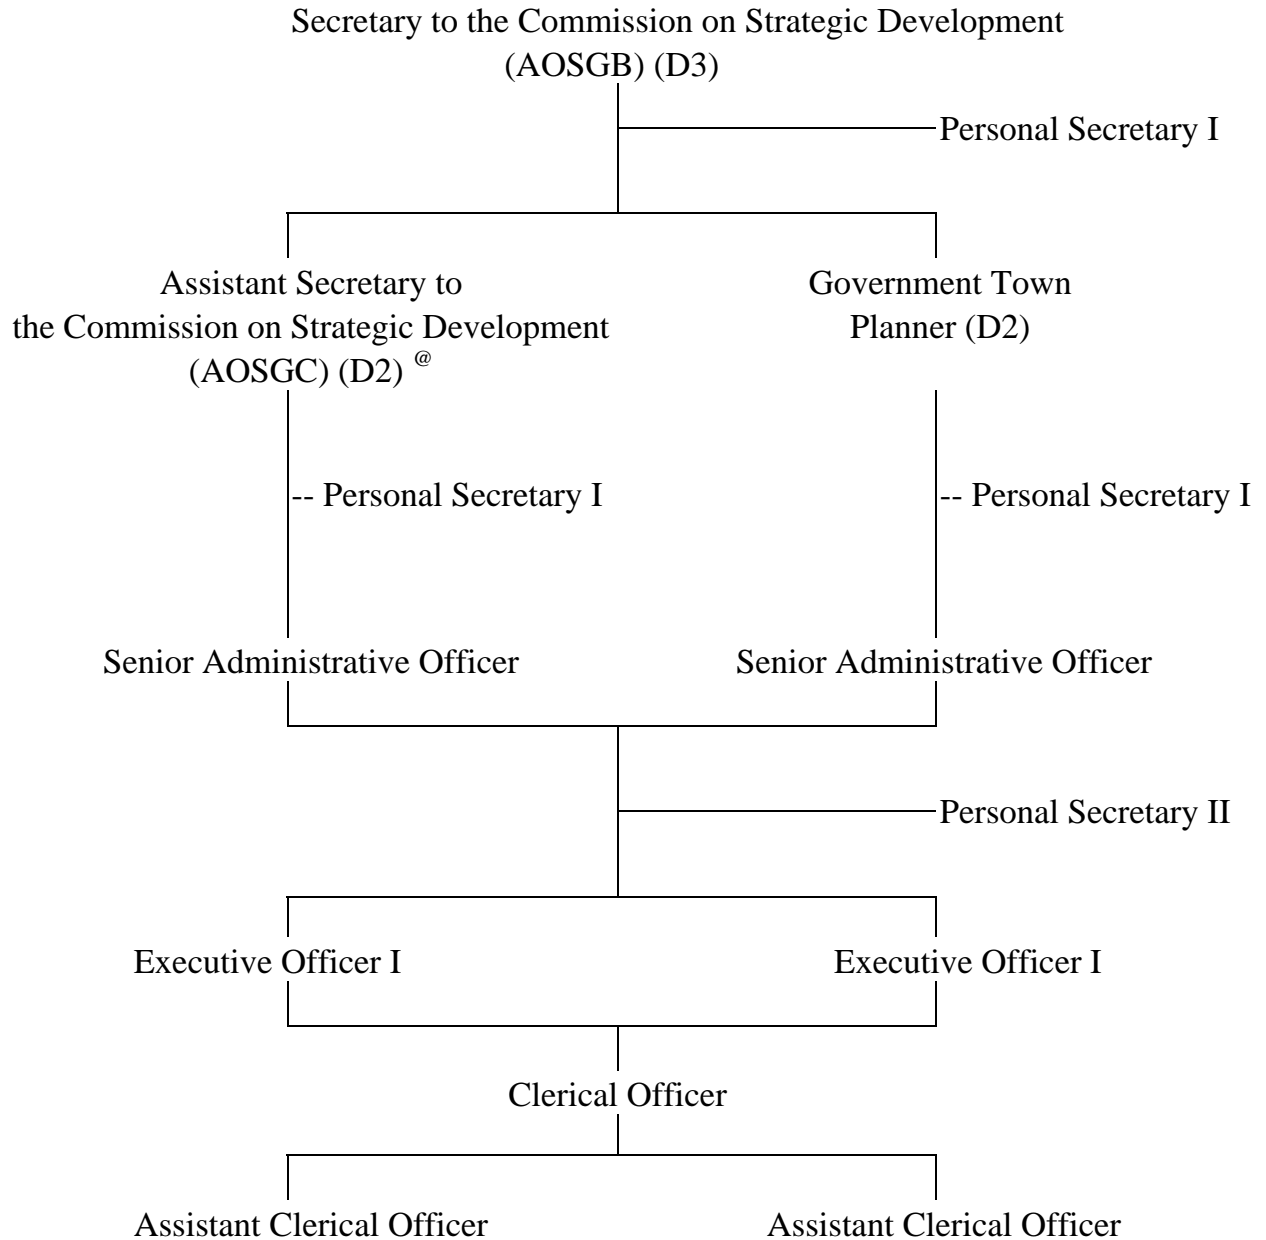 Secretary to the Commission on Strategic Development
(AOSGB) (D3)
Personal Secretary I
Assistant Secretary to
the Commission on Strategic Development
(AOSGC) (D2) @
Government Town
Planner (D2)
-- Personal Secretary I
-- Personal Secretary I
Senior Administrative Officer
Senior Administrative Officer
Personal Secretary II
Executive Officer I
Executive Officer I
Clerical Officer
Assistant Clerical Officer
Assistant Clerical Officer